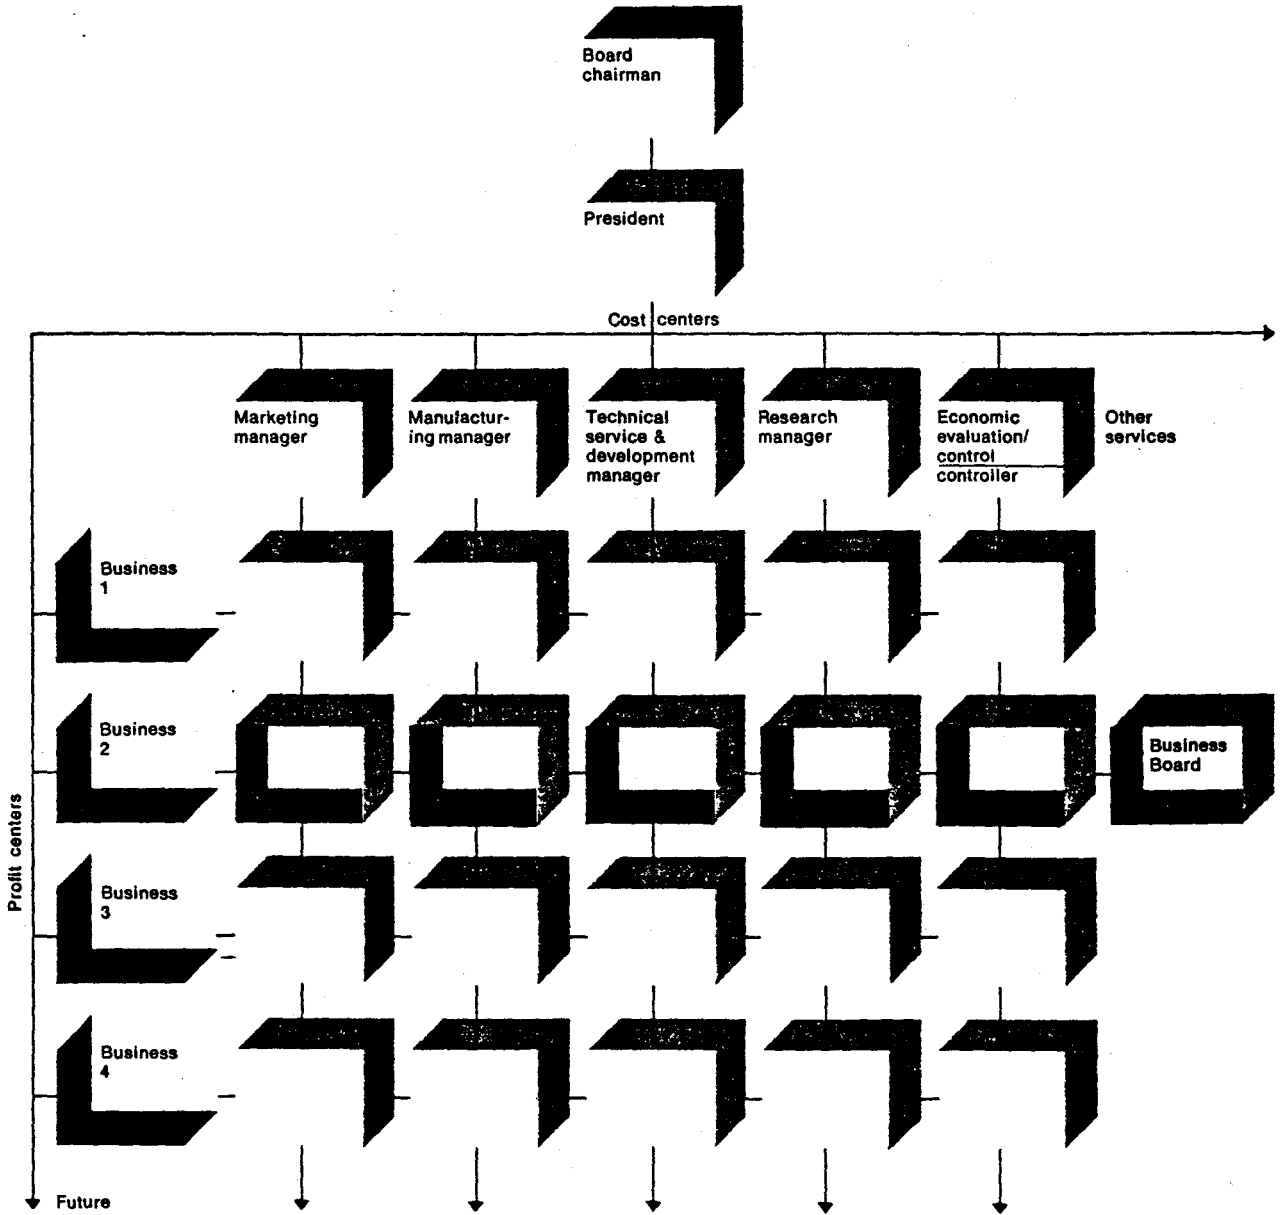 Board
chairman
President
Cost centers
Marketing
manager
Manufactur-
ing manager
Technical
service &
development
manager
Research
manager
Economic
evaluation/
control
controller
Other
services
Business
1
Business
2
Business
Board
Profit centers
Business
3
Business
4
Future